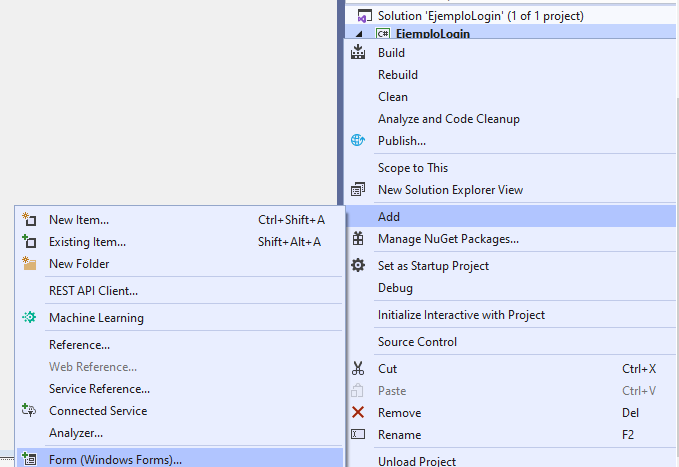 Solution 'EjemploLogin' (1 of 1 project)
C# EjemploLogin
Build
Rebuild
Clean
Analyze and Code Cleanup
Publish...
Scope to This
New Solution Explorer View
Add
Manage NuGet Packages...
Set as Startup Project
Debug
Initialize Interactive with Project
Source Control
Cut Ctrl+X
Paste Ctrl+V
Remove Del
Rename F2
Unload Project
New Item... Ctrl+Shift+A
Existing Item... Shift+Alt+A
New Folder
REST API Client...
Machine Learning
Reference...
Web Reference...
Service Reference...
Connected Service
Analyzer...
Form (Windows Forms)...